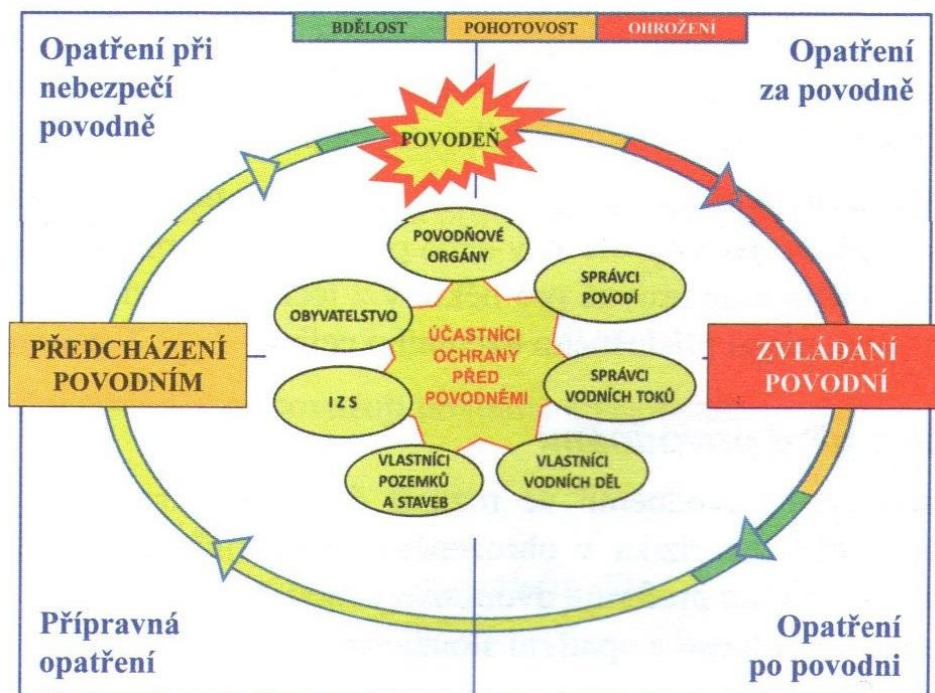 BDĚLOST
POHOTOVOST
OHROŽENÍ
Opatření při
nebezpečí
povodně
Opatření
za povodně
POVODEŇ
POVODŇOVÉ
ORGÁNY
SPRÁVCI
POVODÍ
OBYVATELSTVO
ÚČASTNÍCI
OCHRANY
PŘED
POVODNĚMI
PŘEDCHÁZENÍ
POVODNÍM
ZVLÁDÁNÍ
POVODNÍ
SPRÁVCI
VODNÍCH TOKŮ
I Z S
VLASTNÍCI
POZEMKŮ
A STAVEB
VLASTNÍCI
VODNÍCH DĚL
Přípravná
opatření
Opatření
po povodni